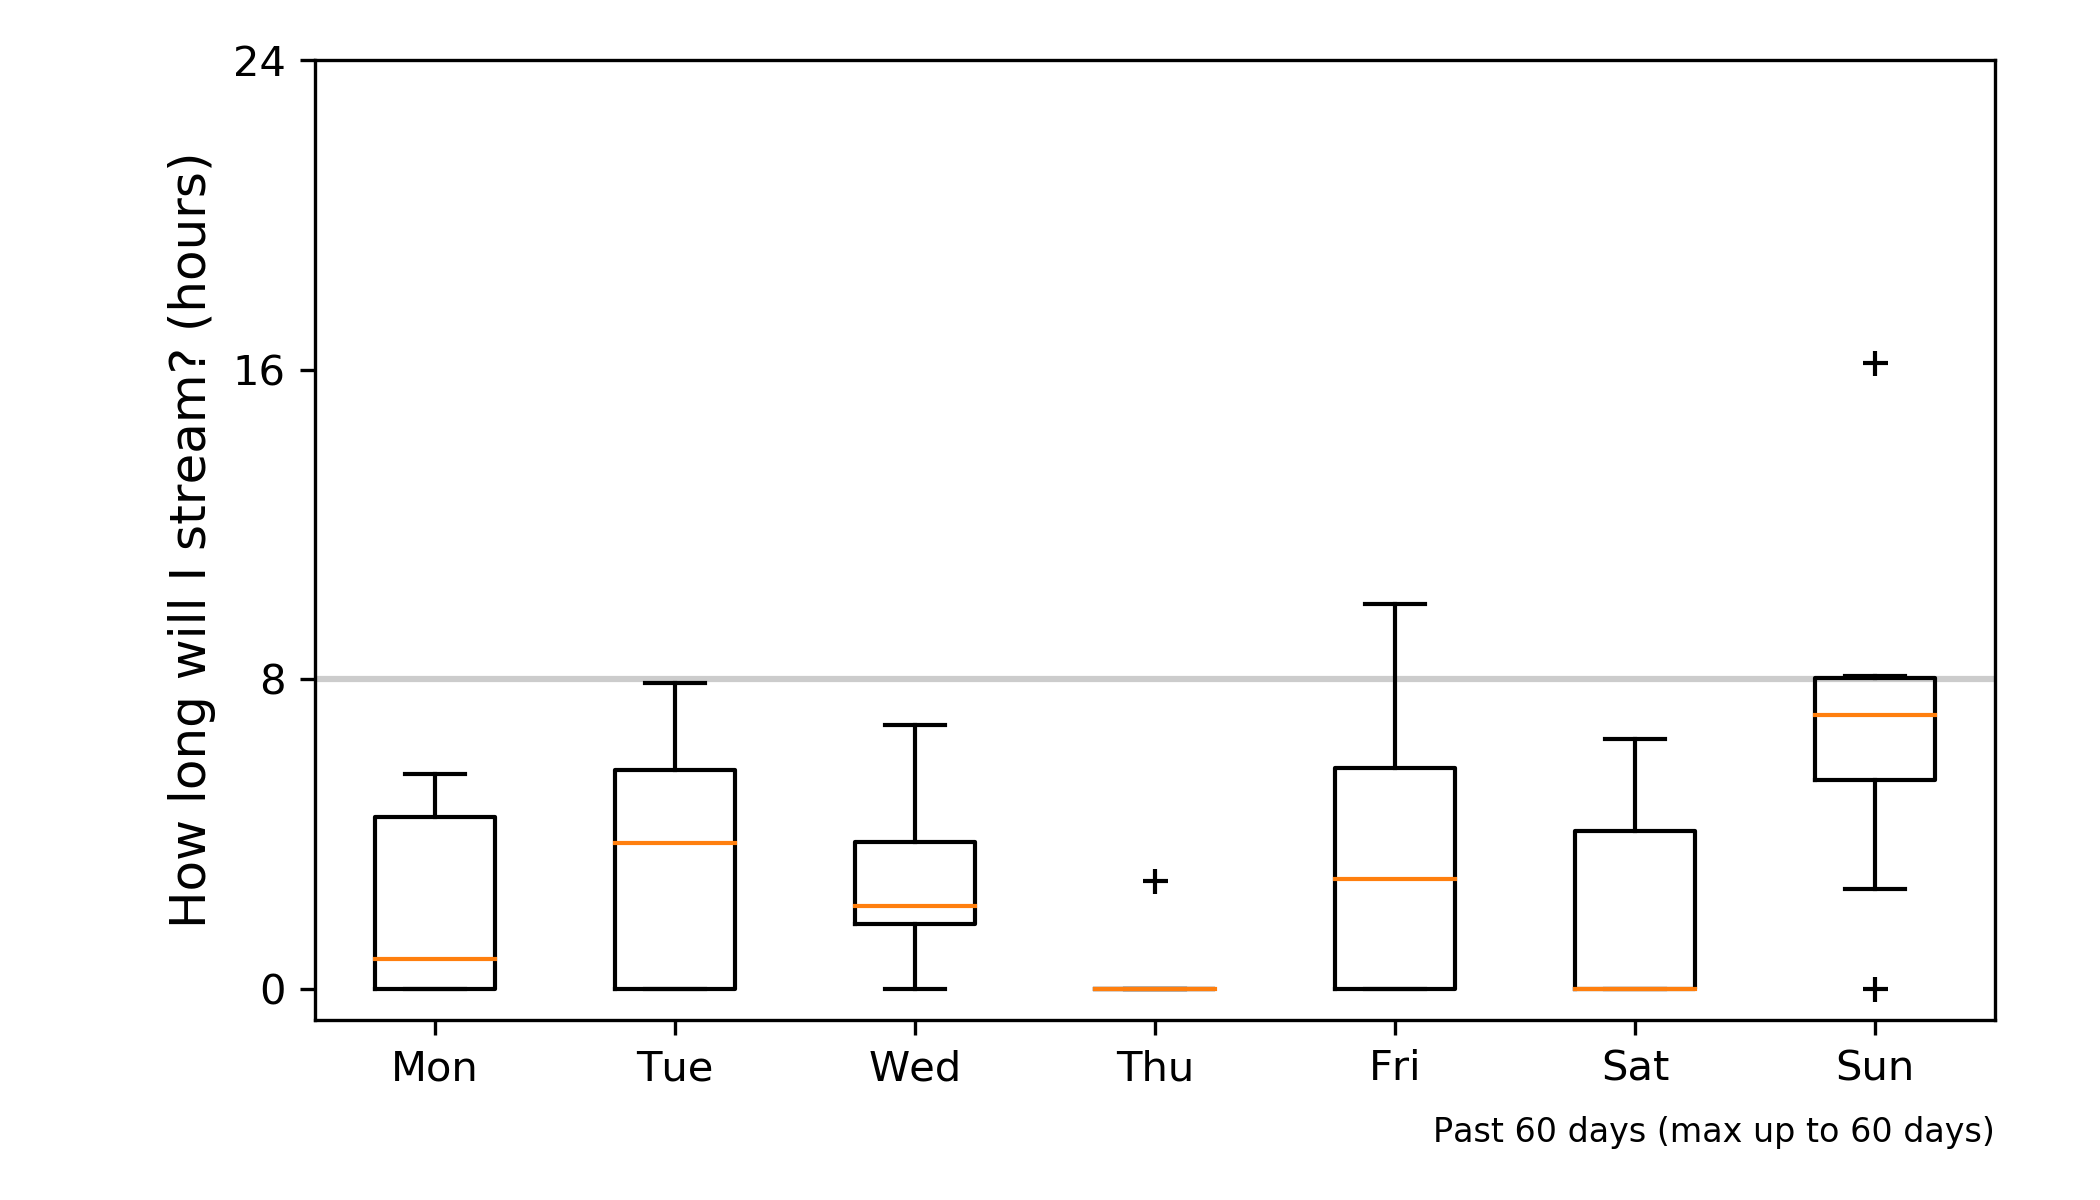 How long will I stream? (hours)
24
16
8
0
Mon Tue Wed Thu Fri Sat Sun
Past 60 days (max up to 60 days)